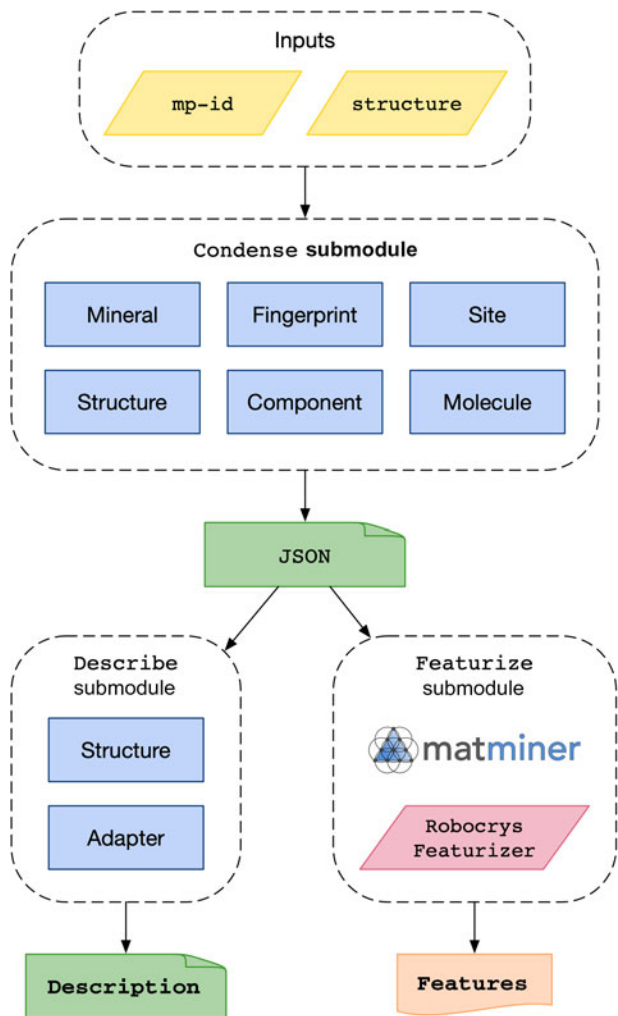 Inputs
mp-id structure
Condense submodule
Mineral Fingerprint Site
Structure Component Molecule
JSON
Describe
submodule
Structure
Adapter
Description
Featurize
submodule
matminer
Robocrys
Featurizer
Features